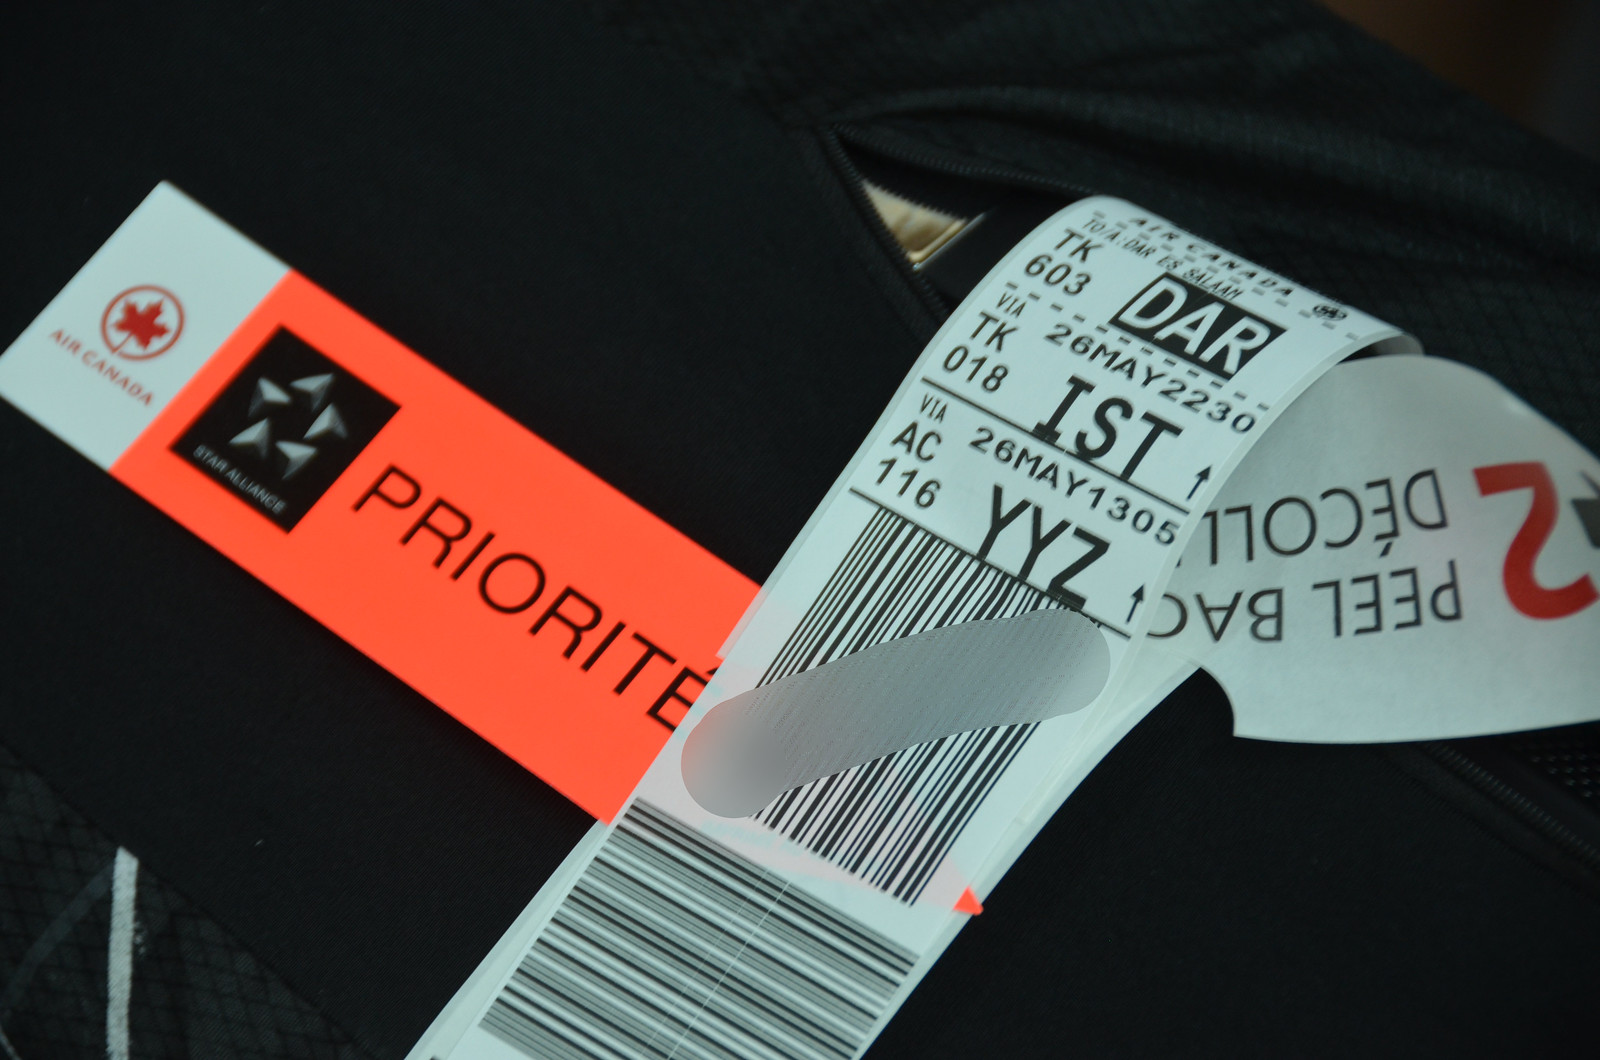 AIR CANADA
STAR ALLIANCE
PRIORITÉ
AIR CANADA
TO/A:DAR ES SALAAM
TK
603
DAR
VIA
26MAY2230
TK
018
IST
VIA
26MAY1305
AC
116
YYZ
2
PEEL BAC
DÉCOLL